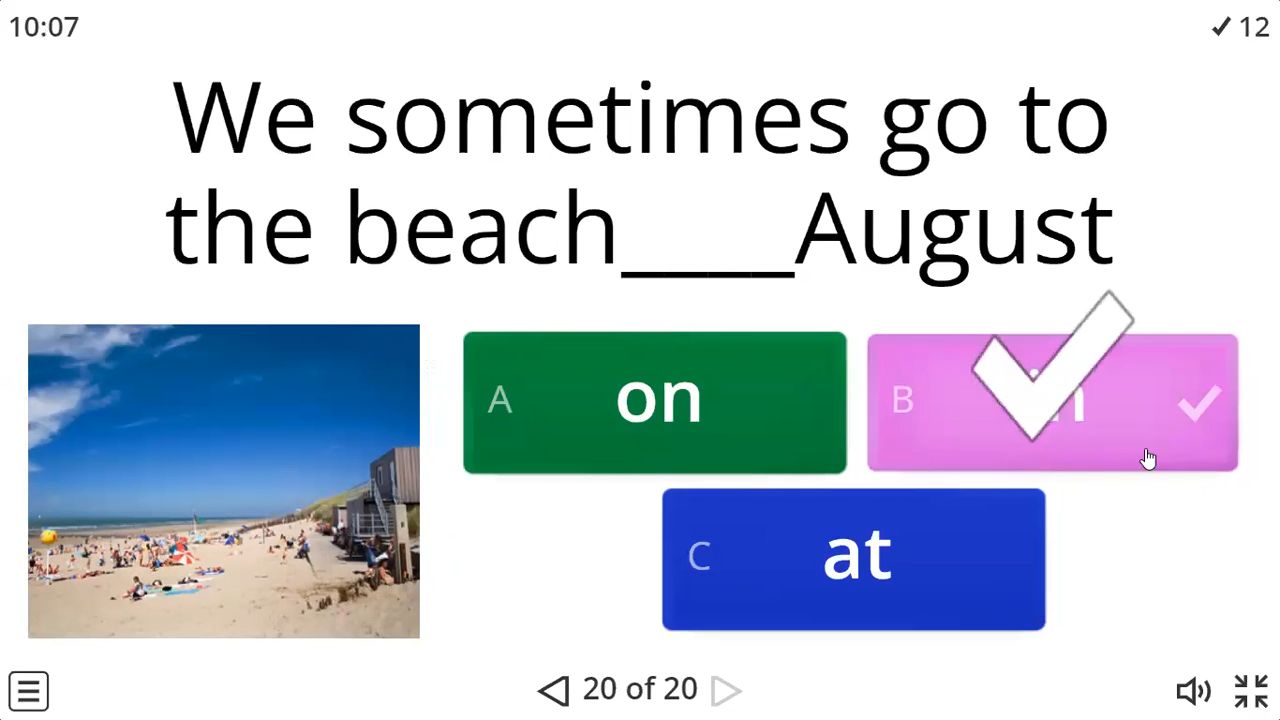 10:07
12
We sometimes go to
the beach____August
A on
B
C at
20 of 20